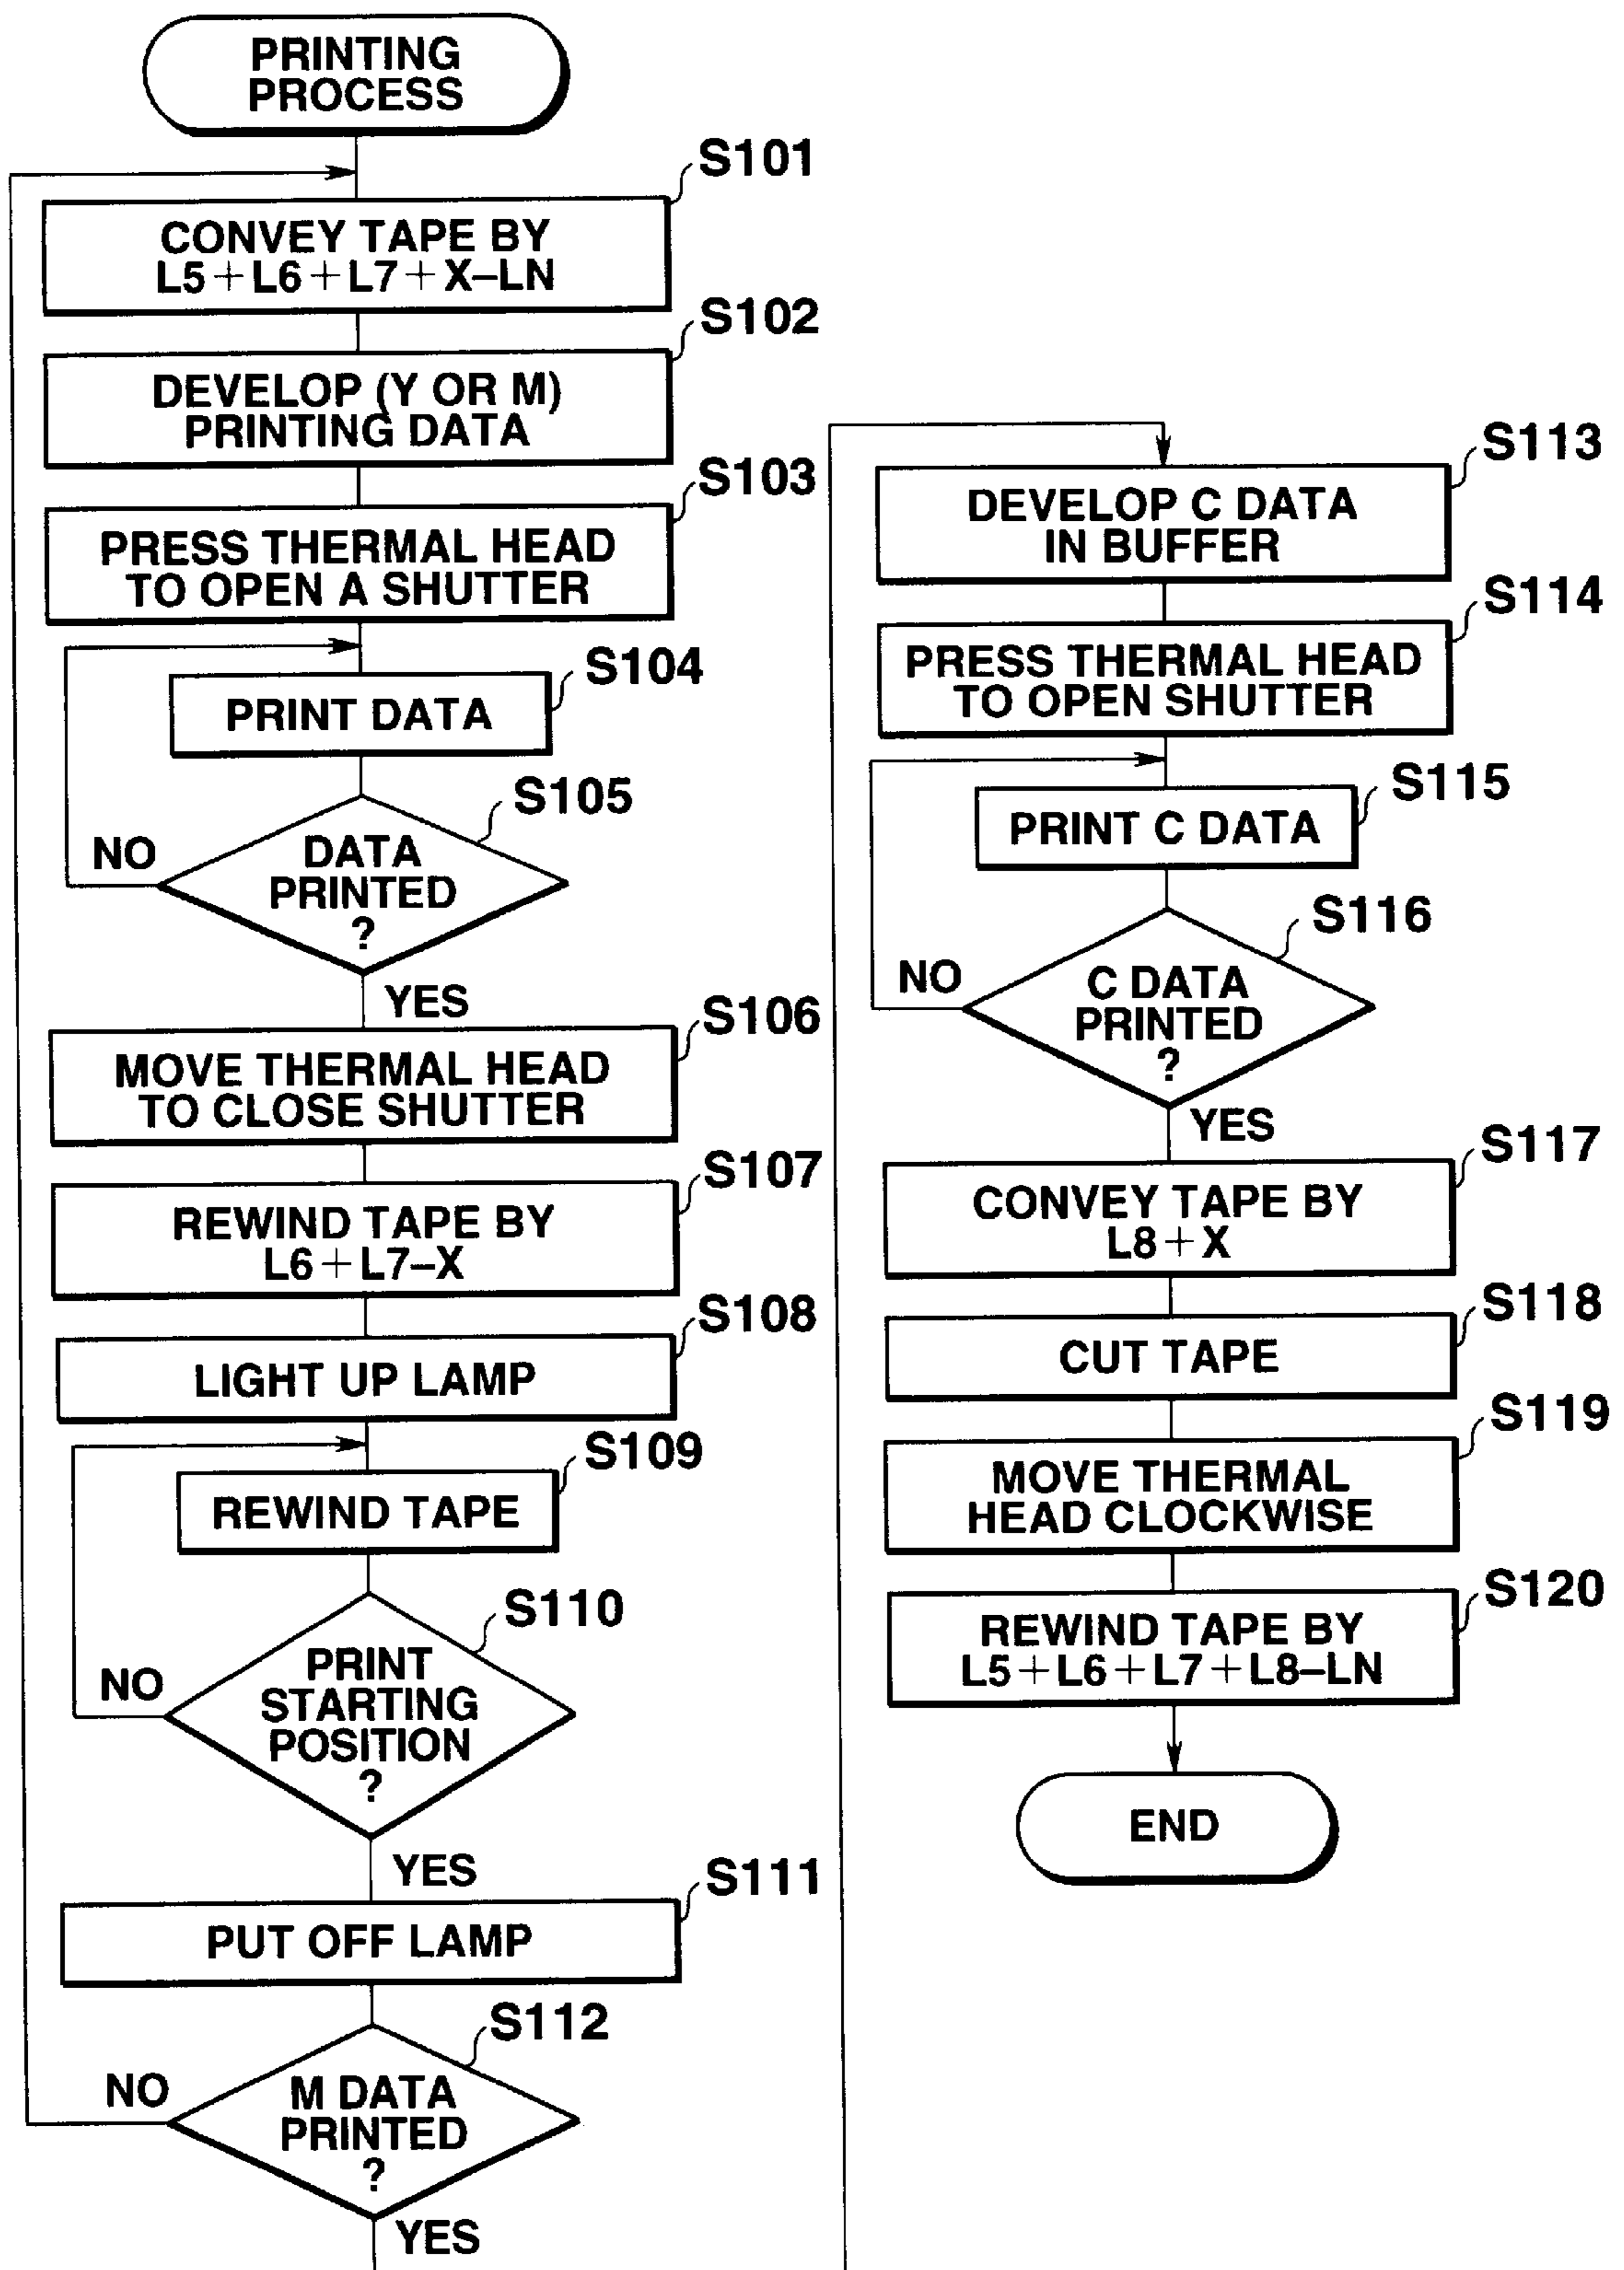 PRINTING
PROCESS
S101
CONVEY TAPE BY
L5+L6+L7+X–LN
S102
DEVELOP (Y OR M)
PRINTING DATA
S103
PRESS THERMAL HEAD
TO OPEN A SHUTTER
S104
PRINT DATA
S105
NO
DATA
PRINTED
?
YES
S106
MOVE THERMAL HEAD
TO CLOSE SHUTTER
S107
REWIND TAPE BY
L6+L7–X
S108
LIGHT UP LAMP
S109
REWIND TAPE
S110
NO
PRINT
STARTING
POSITION
?
YES
S111
PUT OFF LAMP
S112
NO
M DATA
PRINTED
?
YES
S113
DEVELOP C DATA
IN BUFFER
S114
PRESS THERMAL HEAD
TO OPEN SHUTTER
S115
PRINT C DATA
S116
NO
C DATA
PRINTED
?
YES
S117
CONVEY TAPE BY
L8+X
S118
CUT TAPE
S119
MOVE THERMAL
HEAD CLOCKWISE
S120
REWIND TAPE BY
L5+L6+L7+L8–LN
END